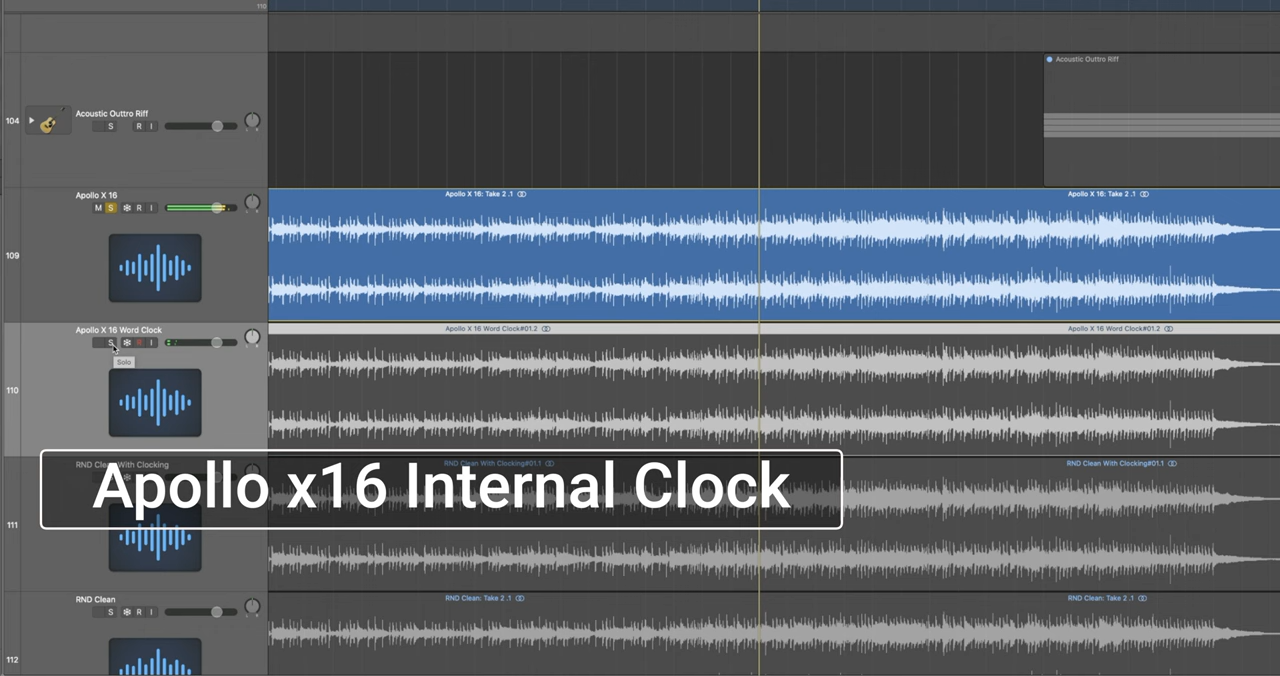 110
Acoustic Outtro Riff
104
Acoustic Outtro Riff
S R I
Apollo X 16
Apollo X 16: Take 2 .1
Apollo X 16: Take 2 .1
M S R I
109
Apollo X 16 Word Clock
Apollo X 16 Word Clock#01.2
Apollo X 16 Word Clock#01.2
S R I
Solo
110
RND Clean With Clocking
RND Clean With Clocking#01.1
RND Clean With Clocking#01.1
Apollo x16 Internal Clock
111
RND Clean
RND Clean: Take 2 .1
RND Clean: Take 2 .1
S R I
112